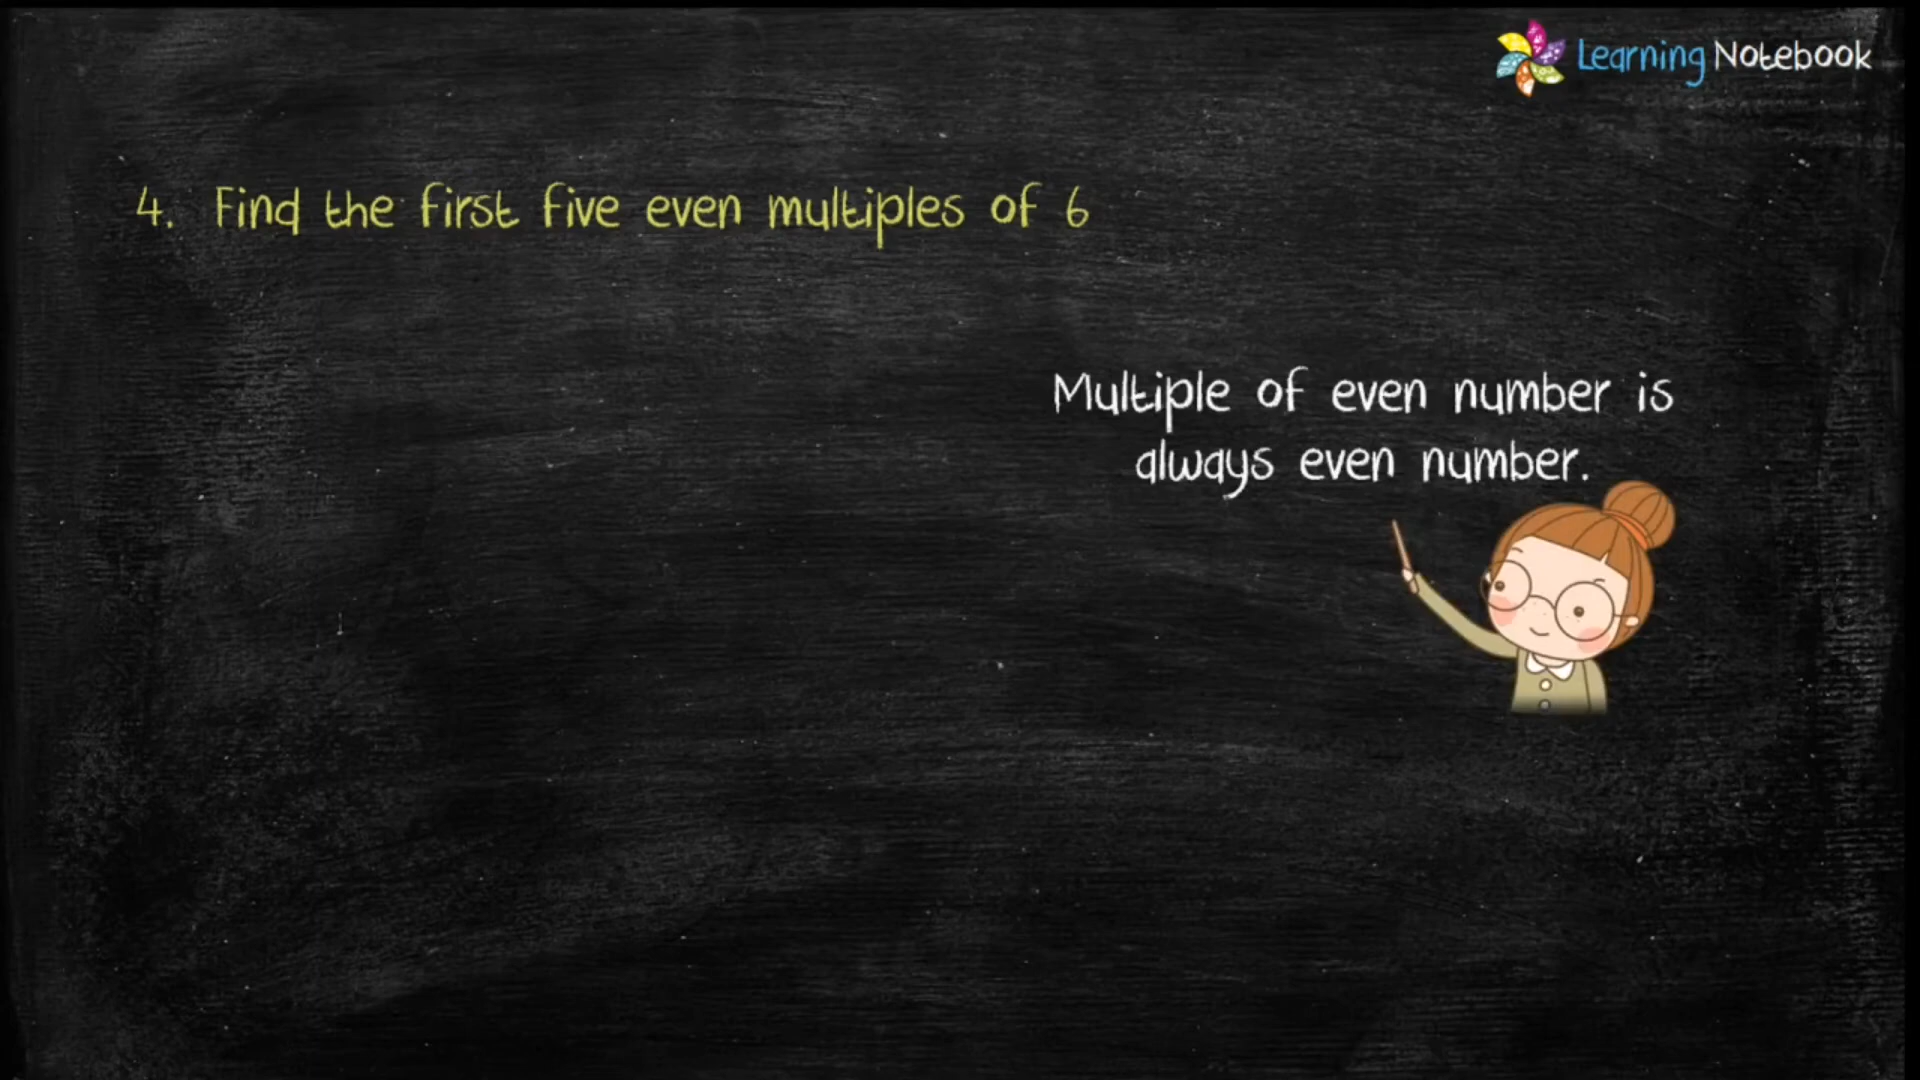 Learning Notebook
4. Find the first five even multiples of 6
Multiple of even number is
always even number.